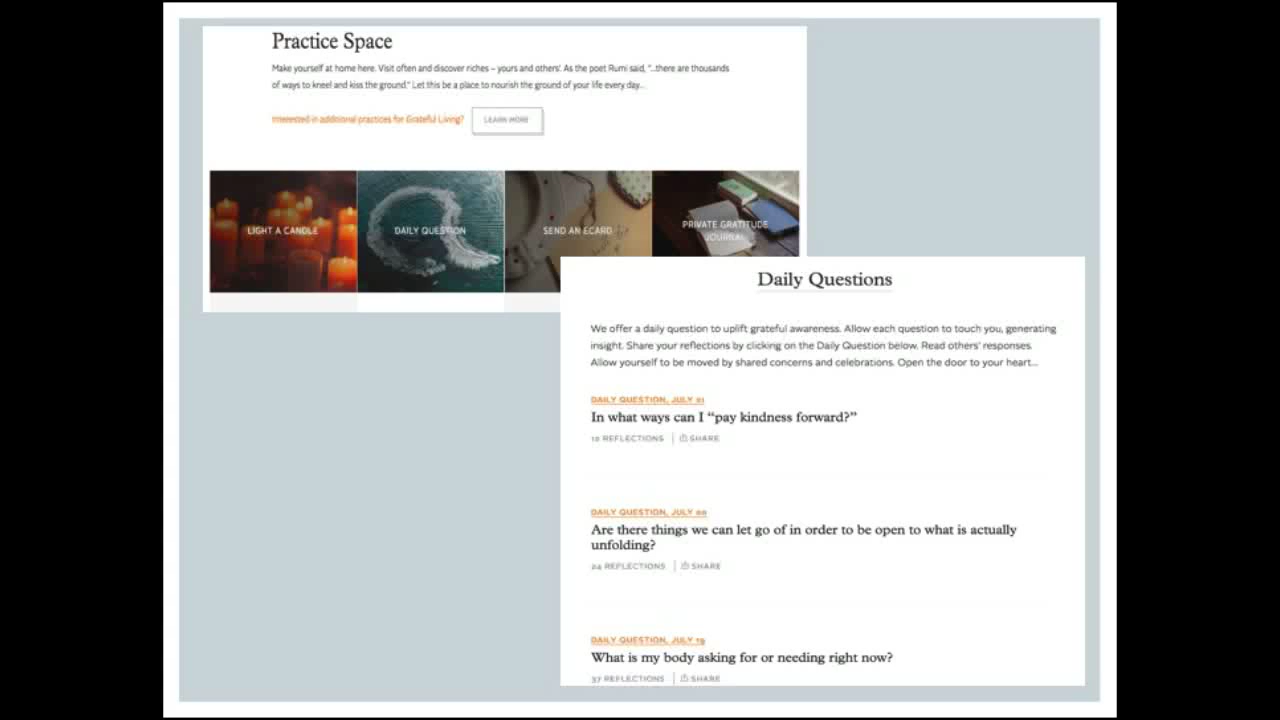 Practice Space
Make yourself at home here. Visit often and discover riches – yours and others'. As the poet Rumi said, "...there are thousands
of ways to kneel and kiss the ground." Let this be a place to nourish the ground of your life every day...
Interested in additional practices for Grateful Living?
LEARN MORE
LIGHT A CANDLE
DAILY QUESTION
SEND AN ECARD
PRIVATE GRATITUDE
JOURNAL
Daily Questions
We offer a daily question to uplift grateful awareness. Allow each question to touch you, generating
insight. Share your reflections by clicking on the Daily Question below. Read others' responses.
Allow yourself to be moved by shared concerns and celebrations. Open the door to your heart...
DAILY QUESTION, JULY 21
In what ways can I “pay kindness forward?”
12 REFLECTIONS | SHARE
DAILY QUESTION, JULY 20
Are there things we can let go of in order to be open to what is actually
unfolding?
24 REFLECTIONS | SHARE
DAILY QUESTION, JULY 19
What is my body asking for or needing right now?
37 REFLECTIONS | SHARE